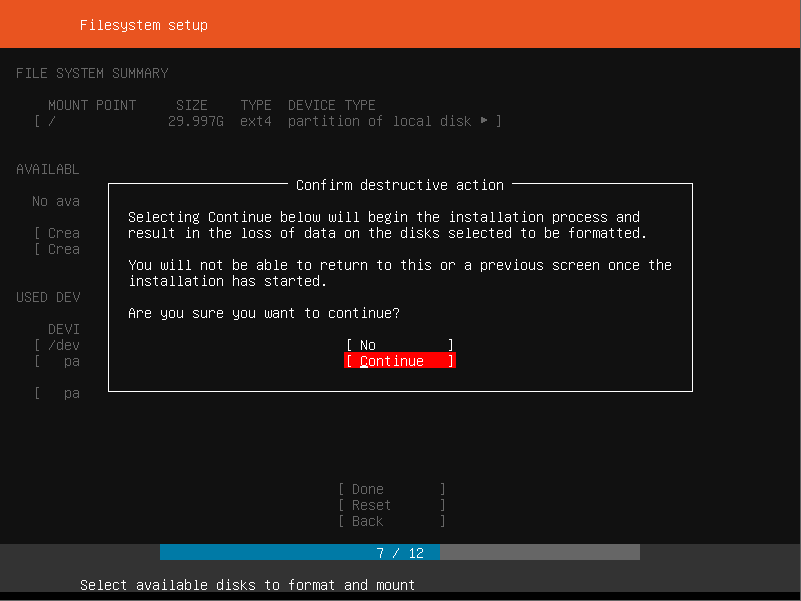 Filesystem setup
FILE SYSTEM SUMMARY
MOUNT POINT SIZE TYPE DEVICE TYPE
[ / 29.997G ext4 partition of local disk ▸ ]
AVAILABL
Confirm destructive action
No ava
Selecting Continue below will begin the installation process and
[ Crea
result in the loss of data on the disks selected to be formatted.
[ Crea
You will not be able to return to this or a previous screen once the
installation has started.
USED DEV
Are you sure you want to continue?
DEVI
[ /dev
[ No ]
[ pa
[ Continue ]
[ pa
[ Done ]
[ Reset ]
[ Back ]
7 / 12
Select available disks to format and mount